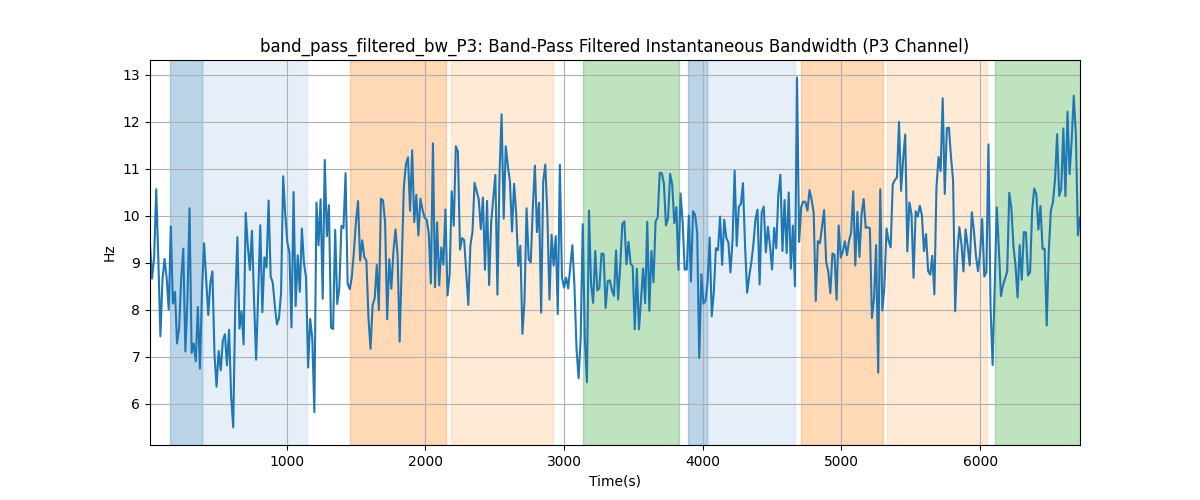 band_pass_filtered_bw_P3: Band-Pass Filtered Instantaneous Bandwidth (P3 Channel)
13
12
11
10
9
8
7
6
Hz
1000 2000 3000 4000 5000 6000
Time(s)